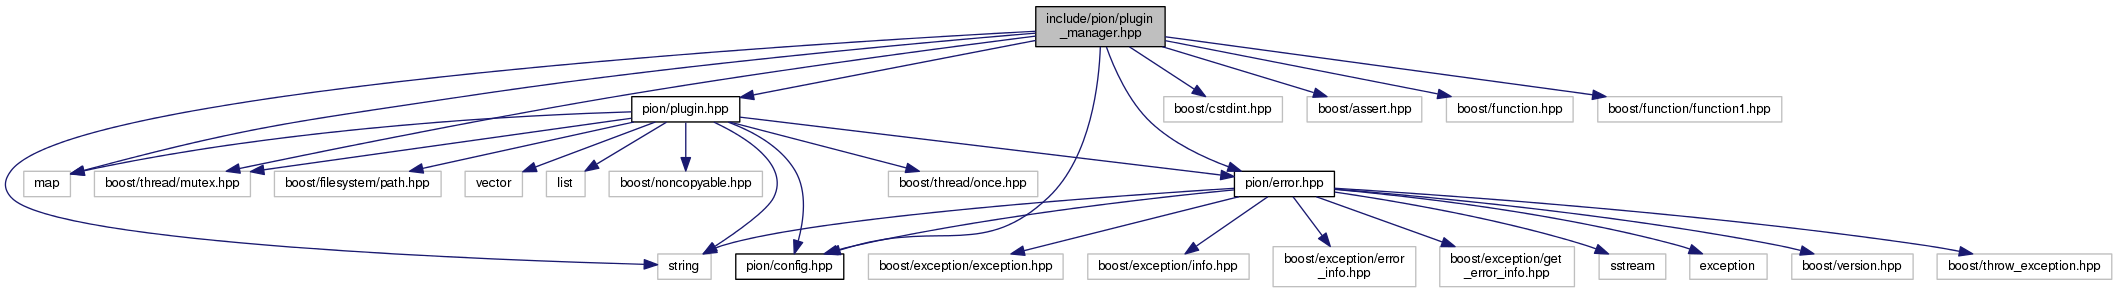 include/pion/plugin
_manager.hpp
pion/plugin.hpp
boost/cstdint.hpp
boost/assert.hpp
boost/function.hpp
boost/function/function1.hpp
map
boost/thread/mutex.hpp
boost/filesystem/path.hpp
vector
list
boost/noncopyable.hpp
boost/thread/once.hpp
pion/error.hpp
string
pion/config.hpp
boost/exception/exception.hpp
boost/exception/info.hpp
boost/exception/error
_info.hpp
boost/exception/get
_error_info.hpp
sstream
exception
boost/version.hpp
boost/throw_exception.hpp